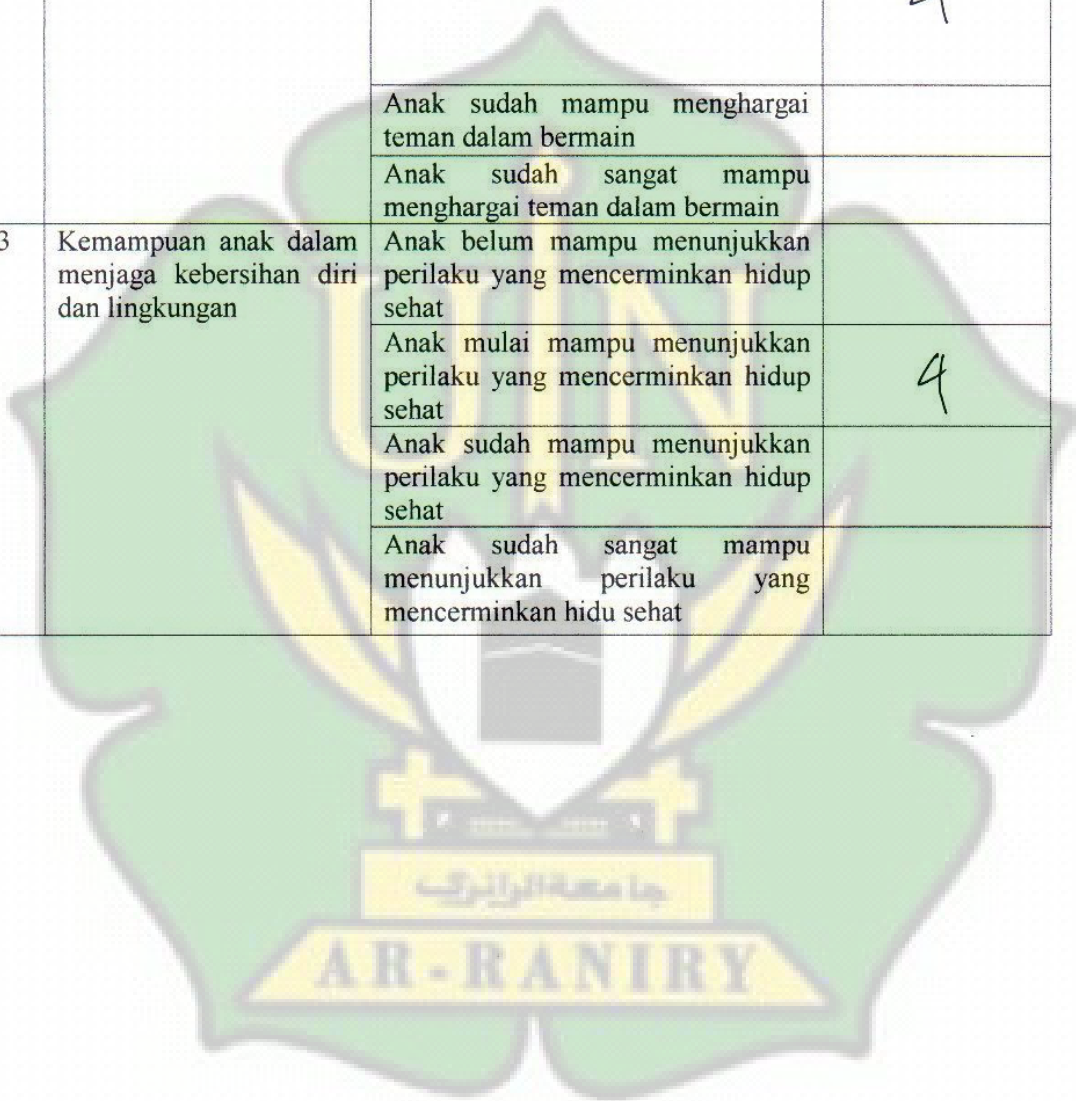 4
Anak sudah mampu menghargai
teman dalam bermain
Anak sudah sangat mampu
menghargai teman dalam bermain
3
Kemampuan anak dalam
menjaga kebersihan diri
dan lingkungan
Anak belum mampu menunjukkan
perilaku yang mencerminkan hidup
sehat
Anak mulai mampu menunjukkan
perilaku yang mencerminkan hidup
sehat
4
Anak sudah mampu menunjukkan
perilaku yang mencerminkan hidup
sehat
Anak sudah sangat mampu
menunjukkan perilaku yang
mencerminkan hidu sehat
UIN
جامعة الرانري
AR-RANIRY